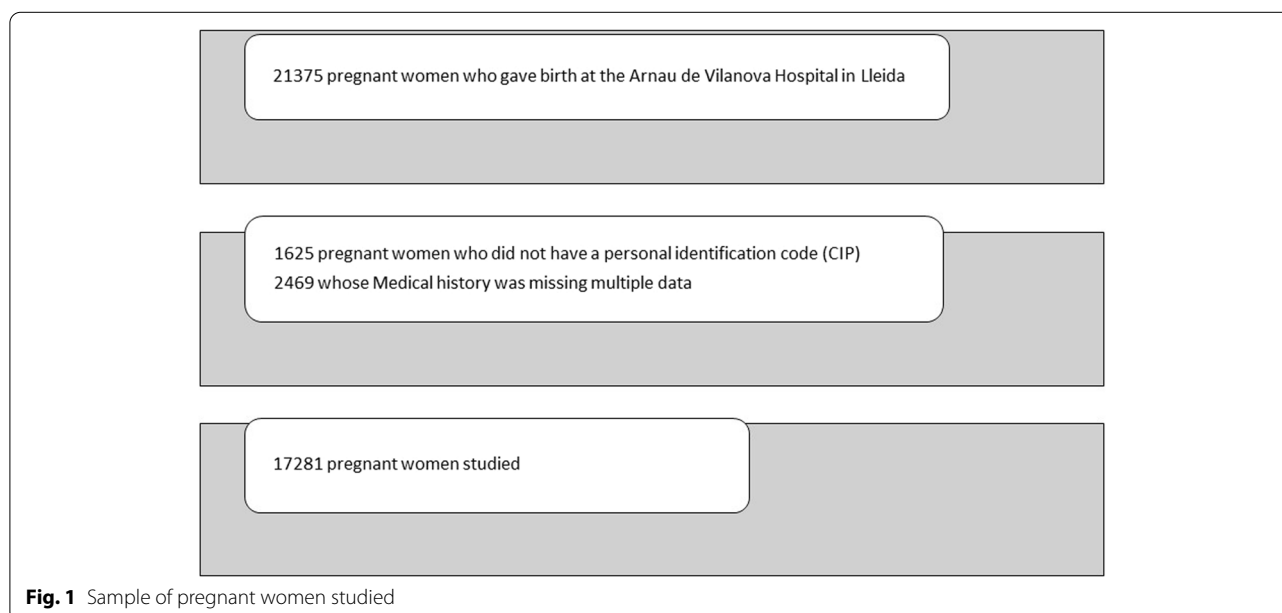 21375 pregnant women who gave birth at the Arnau de Vilanova Hospital in Lleida
1625 pregnant women who did not have a personal identification code (CIP)
2469 whose Medical history was missing multiple data
17281 pregnant women studied
Fig. 1 Sample of pregnant women studied